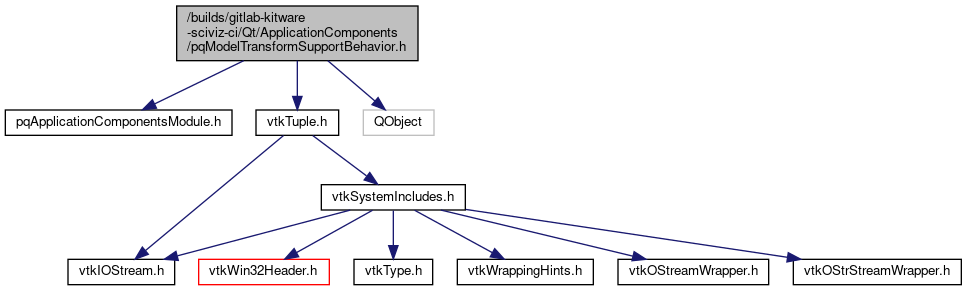 /builds/gitlab-kitware
-sciviz-ci/Qt/ApplicationComponents
/pqModelTransformSupportBehavior.h
pqApplicationComponentsModule.h
vtkTuple.h
QObject
vtkSystemIncludes.h
vtkIOStream.h
vtkWin32Header.h
vtkType.h
vtkWrappingHints.h
vtkOStreamWrapper.h
vtkOStrStreamWrapper.h